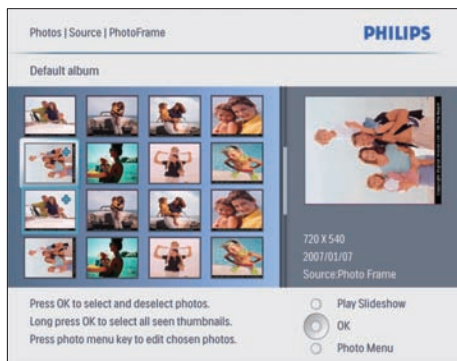 Photos | Source | PhotoFrame
PHILIPS
Default album
720 X 540
2007/01/07
Source:Photo Frame
Press OK to select and deselect photos.
Long press OK to select all seen thumbnails.
Press photo menu key to edit chosen photos.
Play Slideshow
OK
Photo Menu